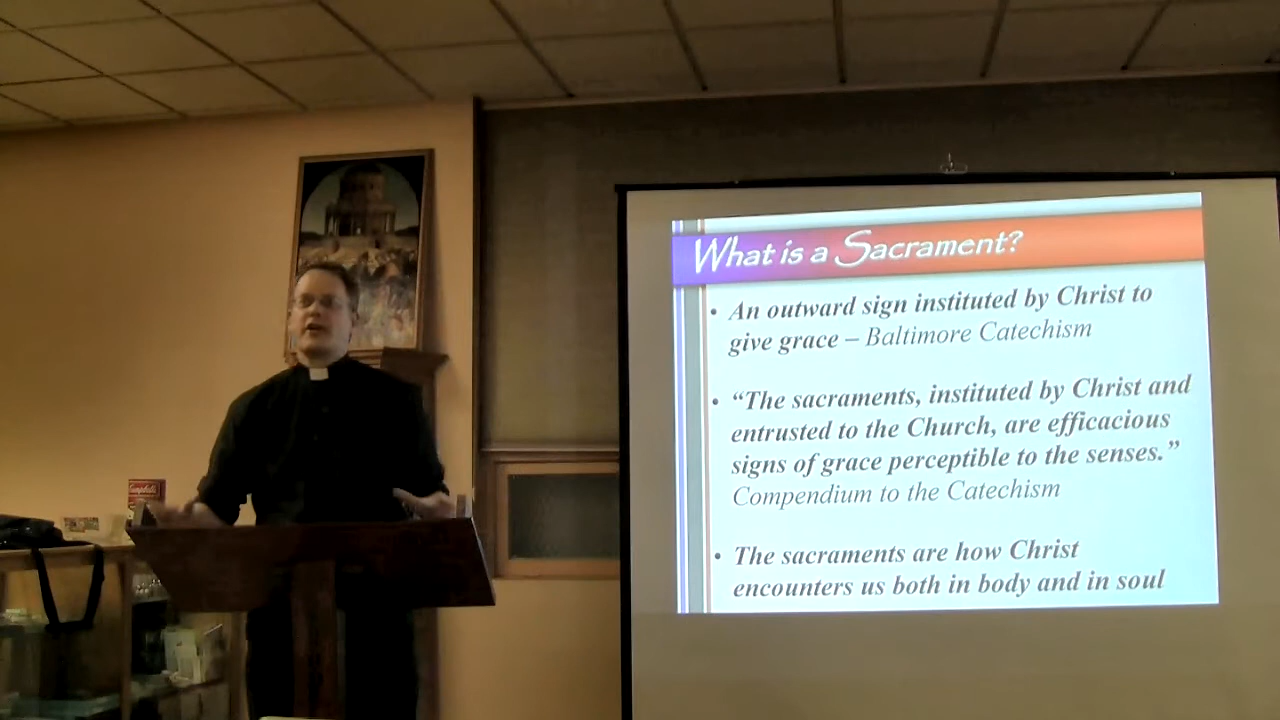 What is a Sacrament?
• An outward sign instituted by Christ to
give grace – Baltimore Catechism
• “The sacraments, instituted by Christ and
entrusted to the Church, are efficacious
signs of grace perceptible to the senses.”
Compendium to the Catechism
• The sacraments are how Christ
encounters us both in body and in soul
Campbell's